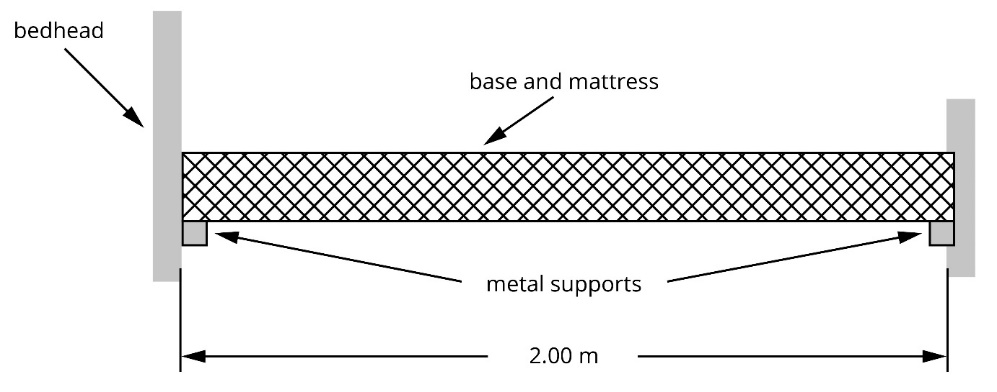 bedhead
base and mattress
metal supports
2.00 m